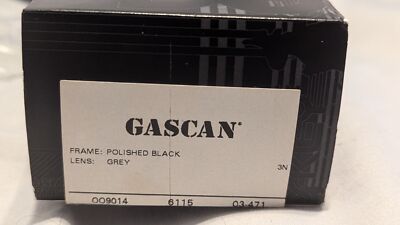 GASCAN®
FRAME: POLISHED BLACK
LENS: GREY
3N
OO9014 6115 03-471